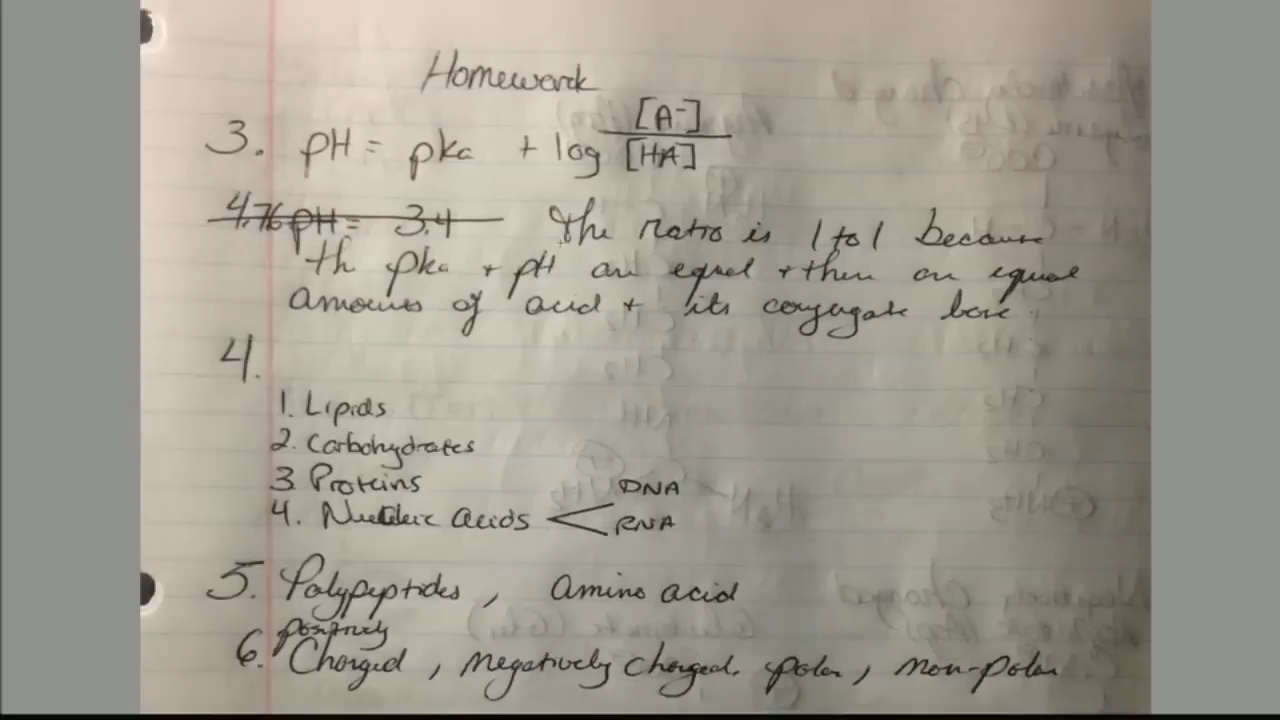 Homework
3. pH = pka + log [A-]/[HA]
4.76 pH = 3.4 The ratio is 1 to 1 because
th pka + pH are equal + there are equal
amounts of acid + its conjugate base.
4.
1. Lipids
2. Carbohydrates
3. Proteins
4. Nucleic acids < DNA
RNA
5. Polypeptides, amino acid
positively
6. Charged, negatively charged. polar, non-polar